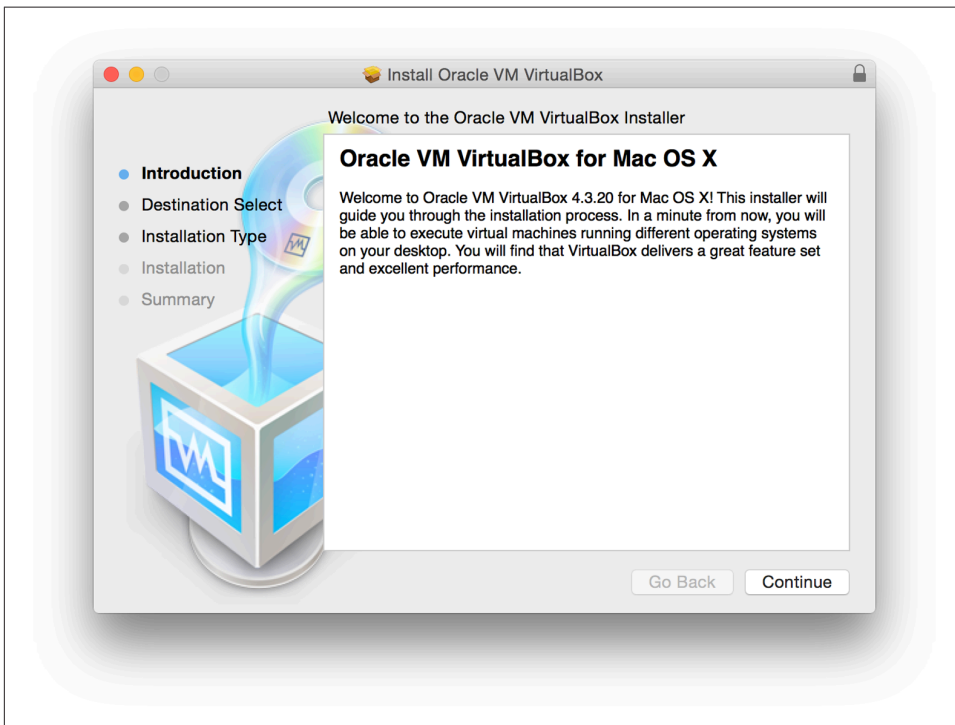 Install Oracle VM VirtualBox
Welcome to the Oracle VM VirtualBox Installer
Introduction
Destination Select
Installation Type
Installation
Summary
Oracle VM VirtualBox for Mac OS X
Welcome to Oracle VM VirtualBox 4.3.20 for Mac OS X! This installer will
guide you through the installation process. In a minute from now, you will
be able to execute virtual machines running different operating systems
on your desktop. You will find that VirtualBox delivers a great feature set
and excellent performance.
Go Back
Continue